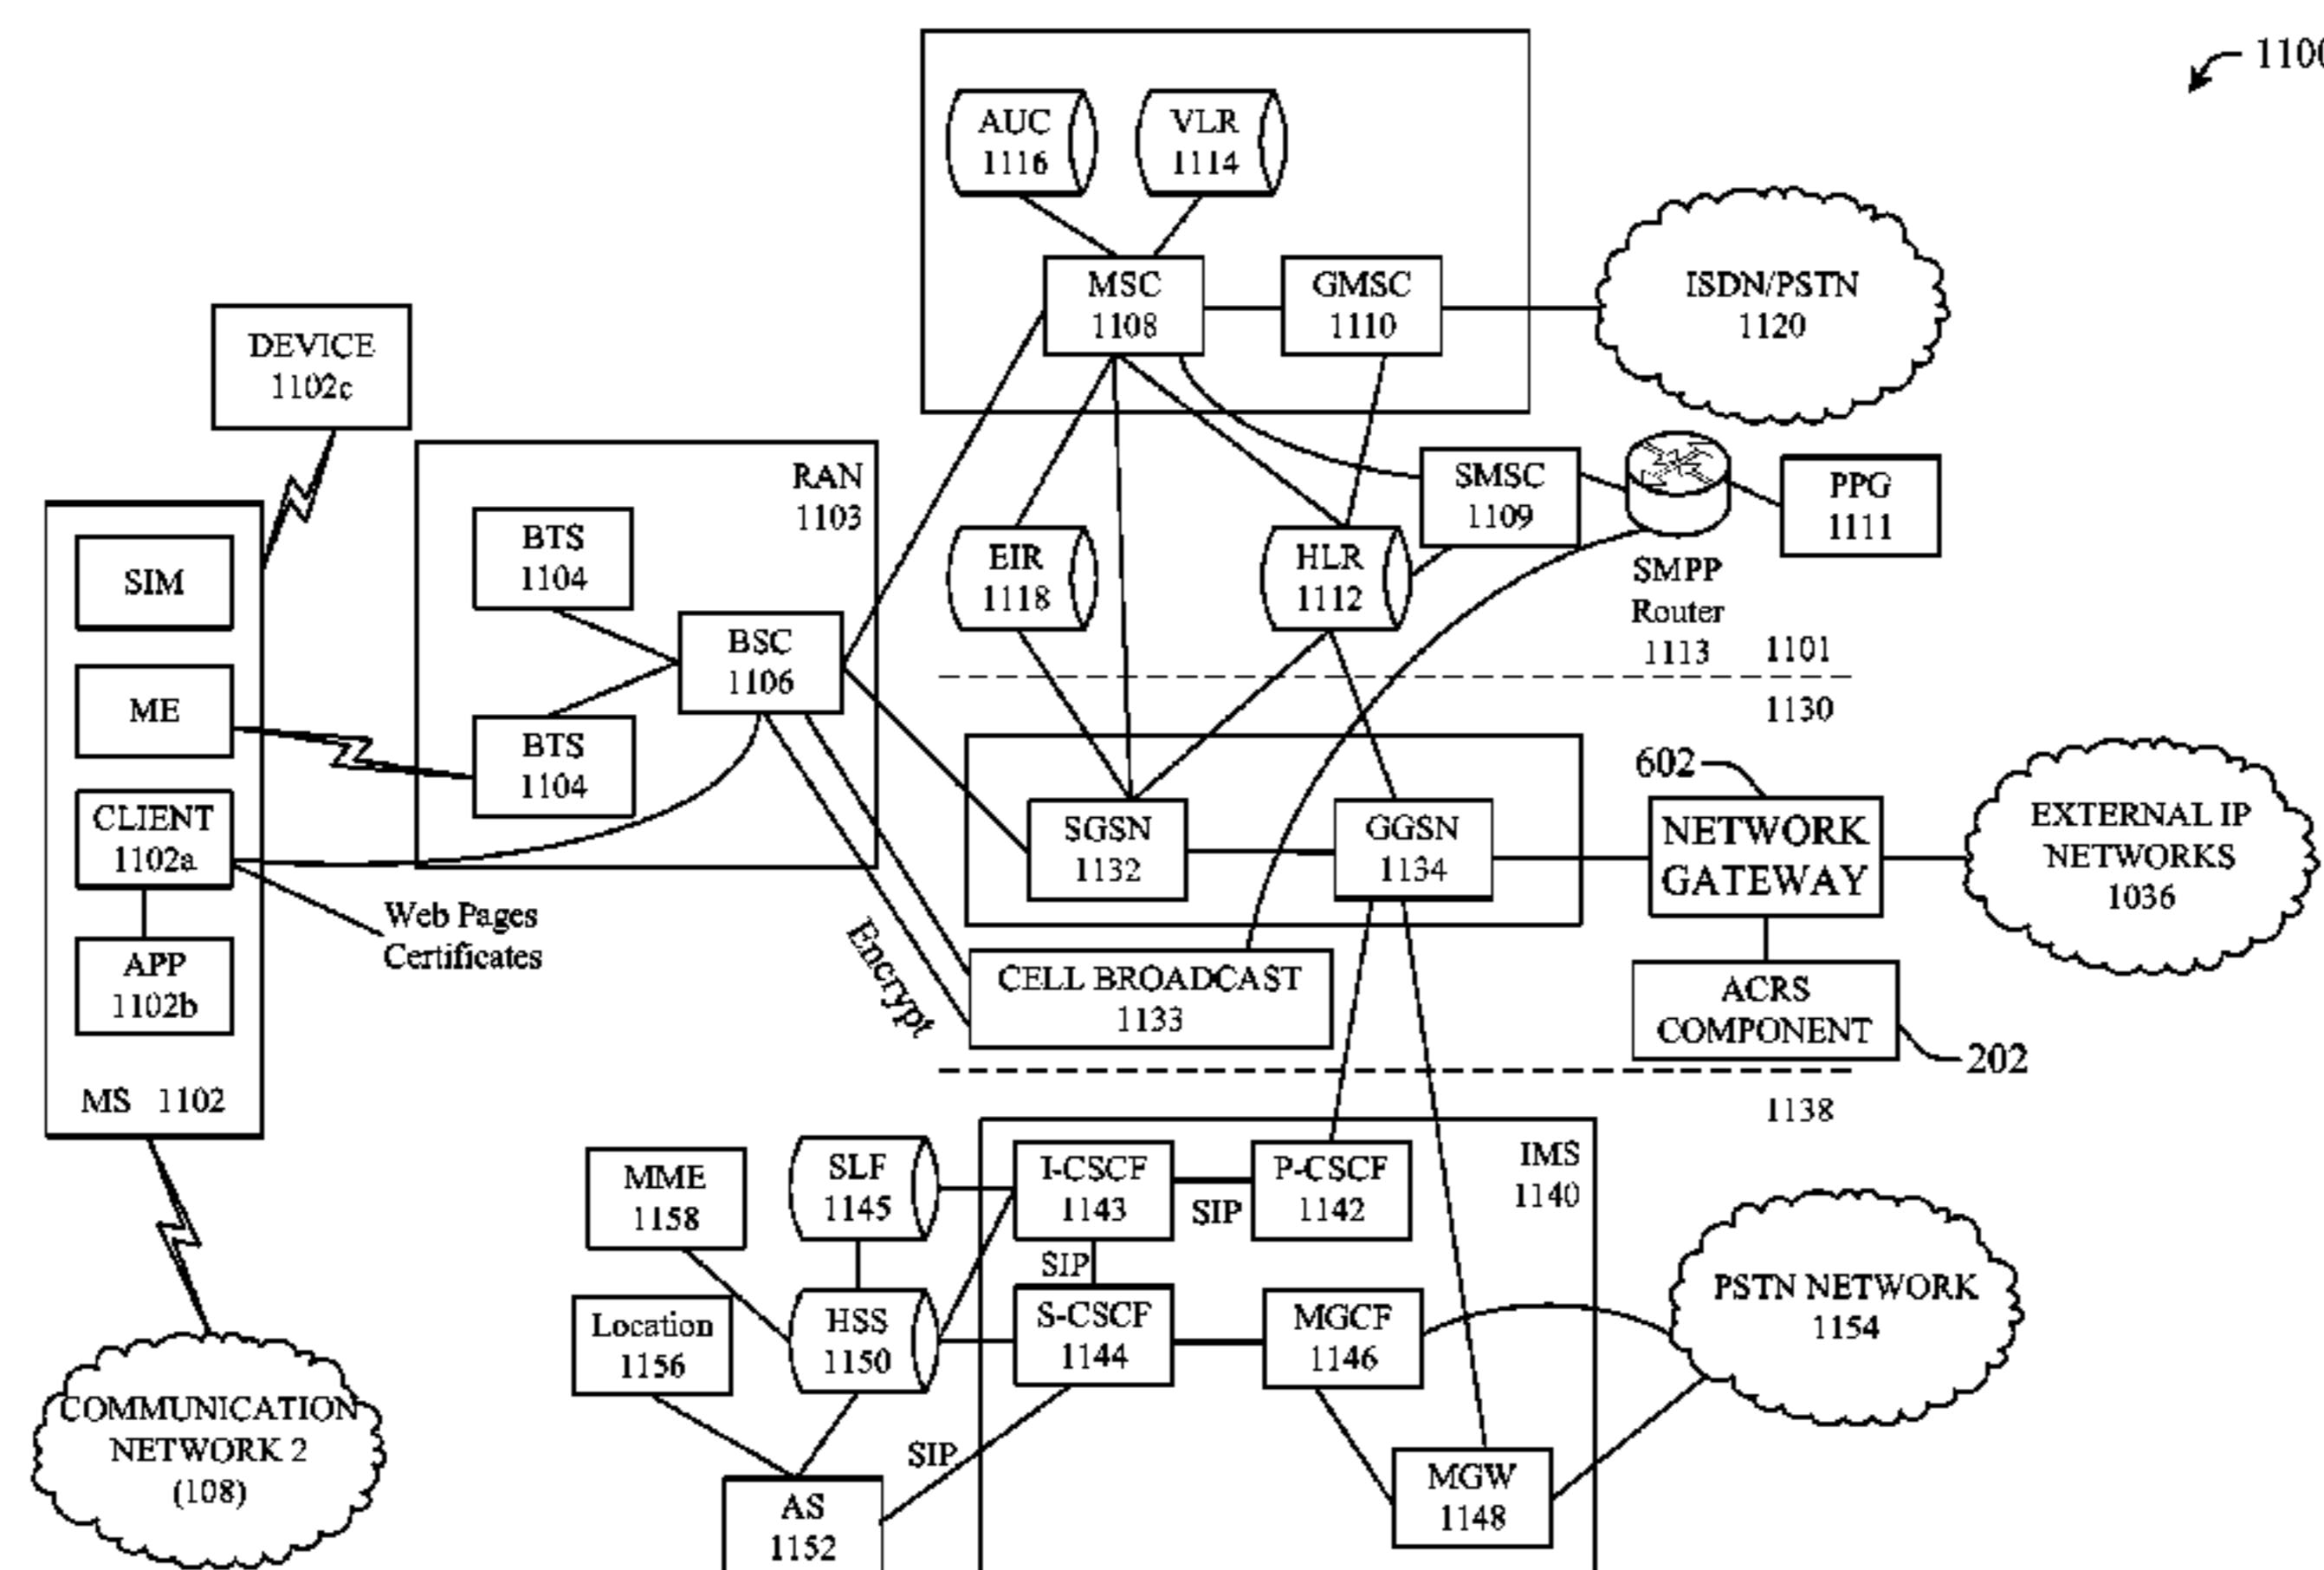 1100
AUC
1116
VLR
1114
MSC
1108
GMSC
1110
ISDN/PSTN
1120
DEVICE
1102c
RAN
1103
BTS
1104
BSC
1106
BTS
1104
SIM
ME
CLIENT
1102a
APP
1102b
MS 1102
Web Pages
Certificates
EIR
1118
HLR
1112
SMSC
1109
SMPP
Router
1113
PPG
1111
1101
1130
SGSN
1132
GGSN
1134
602
NETWORK
GATEWAY
EXTERNAL IP
NETWORKS
1036
Encrypt
CELL BROADCAST
1133
ACRS
COMPONENT
202
1138
MME
1158
SLF
1145
I-CSCF
1143
SIP
P-CSCF
1142
IMS
1140
SIP
Location
1156
HSS
1150
S-CSCF
1144
MGCF
1146
PSTN NETWORK
1154
COMMUNICATION
NETWORK 2
(108)
SIP
AS
1152
MGW
1148